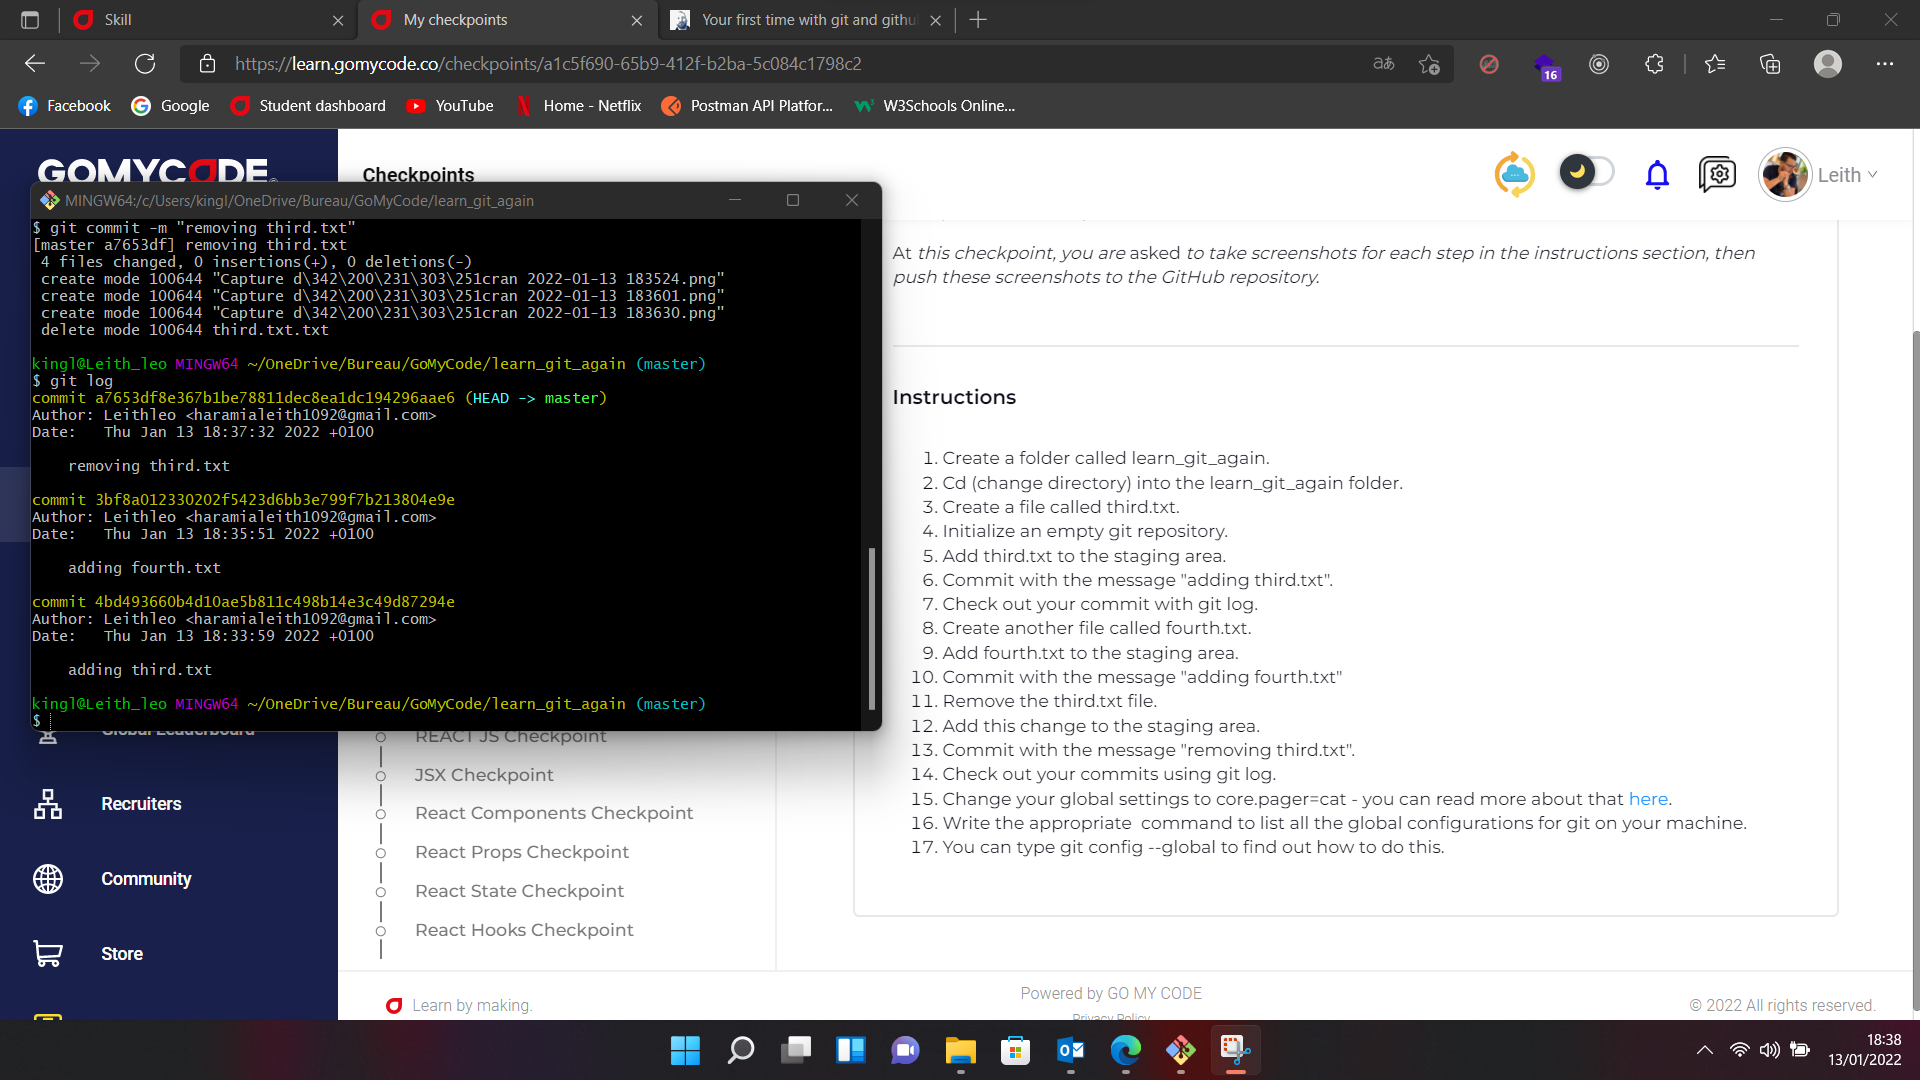 Skill
My checkpoints
Your first time with git and githu
https://learn.gomycode.co/checkpoints/a1c5f690-65b9-412f-b2ba-5c084c1798c2
16
Facebook
Google
Student dashboard
YouTube
Home - Netflix
Postman API Platfor...
W3Schools Online...
GOMYCODE
Checkpoints
Leith
MINGW64:/c/Users/kingl/OneDrive/Bureau/GoMyCode/learn_git_again
$ git commit -m "removing third.txt"
[master a7653df] removing third.txt
 4 files changed, 0 insertions(+), 0 deletions(-)
 create mode 100644 "Capture d\342\200\231\303\251cran 2022-01-13 183524.png"
 create mode 100644 "Capture d\342\200\231\303\251cran 2022-01-13 183601.png"
 create mode 100644 "Capture d\342\200\231\303\251cran 2022-01-13 183630.png"
 delete mode 100644 third.txt.txt
kingl@Leith_leo MINGW64 ~/OneDrive/Bureau/GoMyCode/learn_git_again (master)
$ git log
commit a7653df8e367b1be78811dec8ea1dc194296aae6 (HEAD -> master)
Author: Leithleo <haramialeith1092@gmail.com>
Date:   Thu Jan 13 18:37:32 2022 +0100
    removing third.txt
commit 3bf8a012330202f5423d6bb3e799f7b213804e9e
Author: Leithleo <haramialeith1092@gmail.com>
Date:   Thu Jan 13 18:35:51 2022 +0100
    adding fourth.txt
commit 4bd493660b4d10ae5b811c498b14e3c49d87294e
Author: Leithleo <haramialeith1092@gmail.com>
Date:   Thu Jan 13 18:33:59 2022 +0100
    adding third.txt
kingl@Leith_leo MINGW64 ~/OneDrive/Bureau/GoMyCode/learn_git_again (master)
$
Global Leaderboard
Recruiters
Community
Store
REACT JS Checkpoint
JSX Checkpoint
React Components Checkpoint
React Props Checkpoint
React State Checkpoint
React Hooks Checkpoint
At this checkpoint, you are asked to take screenshots for each step in the instructions section, then
push these screenshots to the GitHub repository.
Instructions
1. Create a folder called learn_git_again.
2. Cd (change directory) into the learn_git_again folder.
3. Create a file called third.txt.
4. Initialize an empty git repository.
5. Add third.txt to the staging area.
6. Commit with the message "adding third.txt".
7. Check out your commit with git log.
8. Create another file called fourth.txt.
9. Add fourth.txt to the staging area.
10. Commit with the message "adding fourth.txt"
11. Remove the third.txt file.
12. Add this change to the staging area.
13. Commit with the message "removing third.txt".
14. Check out your commits using git log.
15. Change your global settings to core.pager=cat - you can read more about that here.
16. Write the appropriate  command to list all the global configurations for git on your machine.
17. You can type git config --global to find out how to do this.
Learn by making.
Powered by GO MY CODE
Privacy Policy
© 2022 All rights reserved.
18:38
13/01/2022